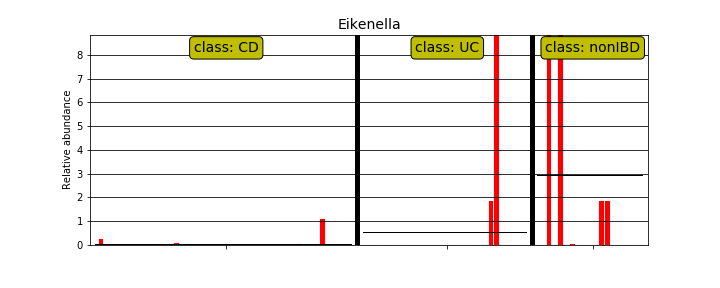 Eikenella
class: CD
class: UC
class: nonIBD
8
7
6
5
4
3
2
1
0
Relative abundance